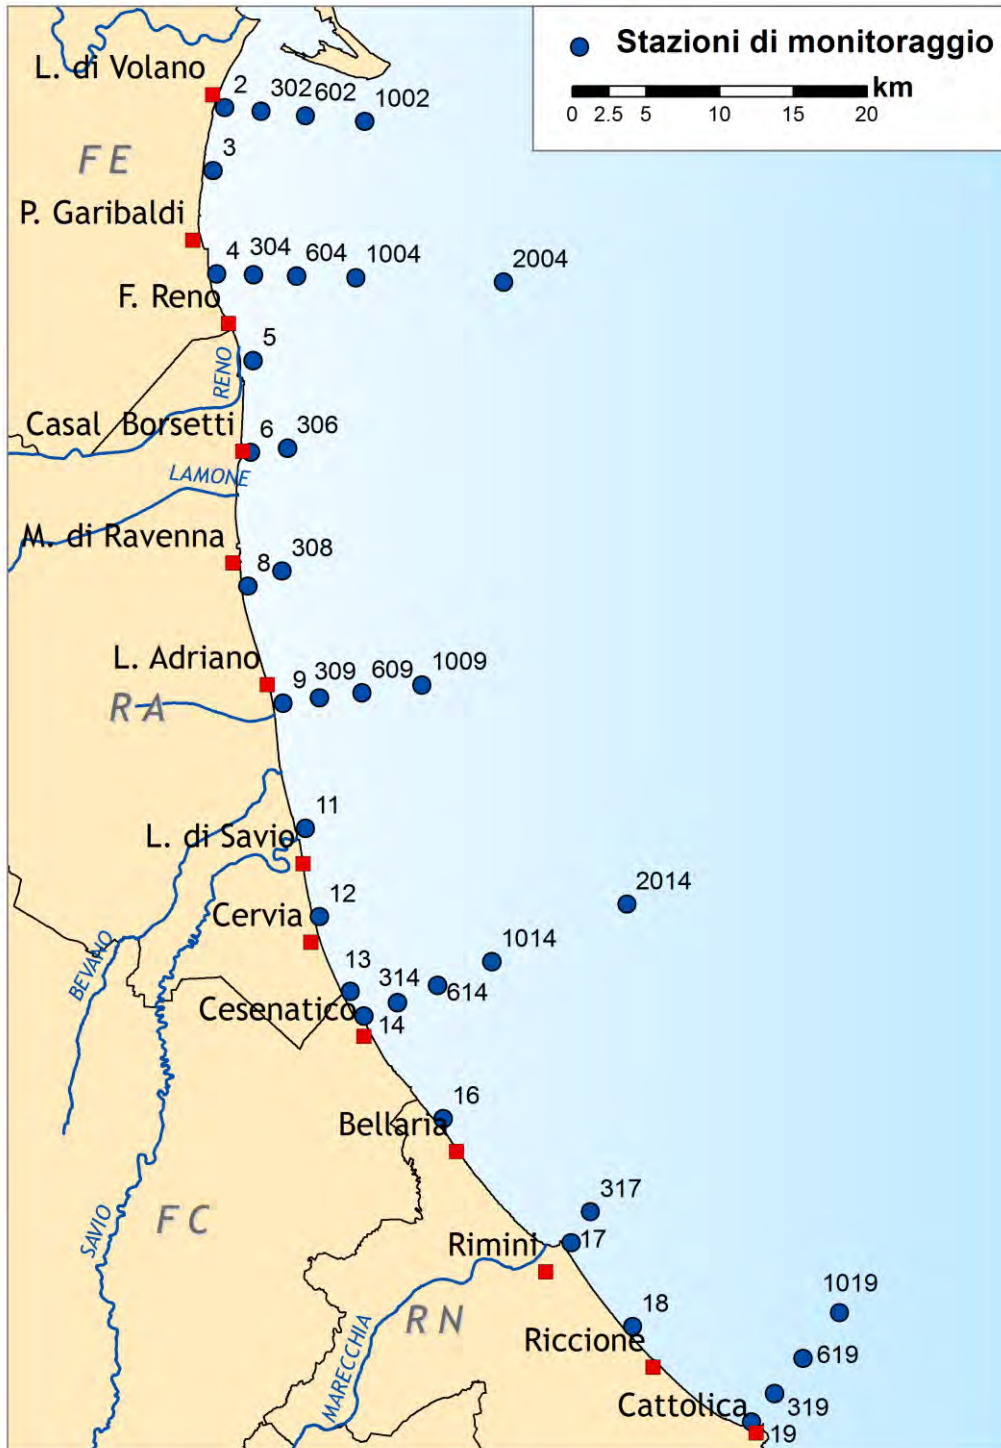 Stazioni di monitoraggio
km
0 2.5 5 10 15 20
L. di Volano
2 302 602 1002
FE
3
P. Garibaldi
4 304 604 1004 2004
F. Reno
5
RENO
Casal Borsetti
6 306
LAMONE
M. di Ravenna
8 308
L. Adriano
9 309 609 1009
RA
11
L. di Savio
2014
12
Cervia
BEVANO
1014
13
314
614
Cesenatico
14
16
Bellaria
317
SAVIO
FC
17
Rimini
1019
18
RN
MARECCHIA
Riccione
619
319
Cattolica
19